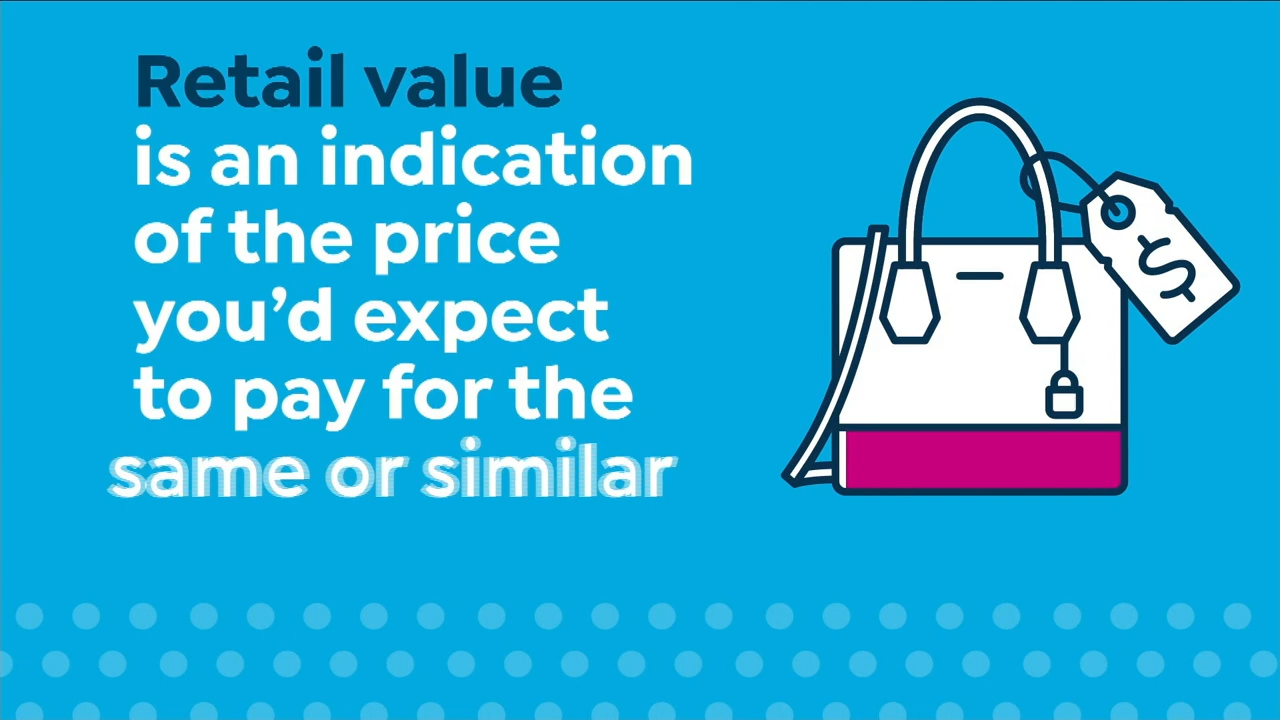 Retail value
is an indication
of the price
you’d expect
to pay for the
same or similar
$